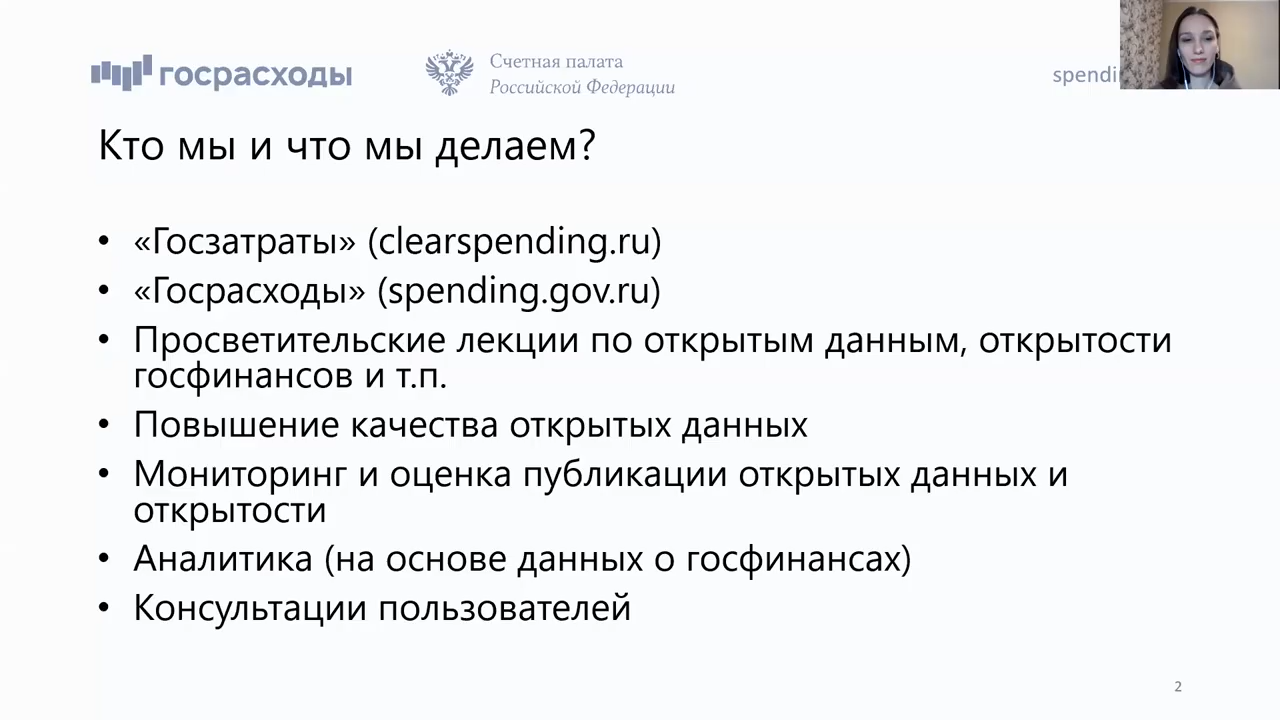 госрасходы
Счетная палата
Российской Федерации
Кто мы и что мы делаем?
• «Госзатраты» (clearspending.ru)
• «Госрасходы» (spending.gov.ru)
• Просветительские лекции по открытым данным, открытости
госфинансов и т.п.
• Повышение качества открытых данных
• Мониторинг и оценка публикации открытых данных и
открытости
• Аналитика (на основе данных о госфинансах)
• Консультации пользователей
2